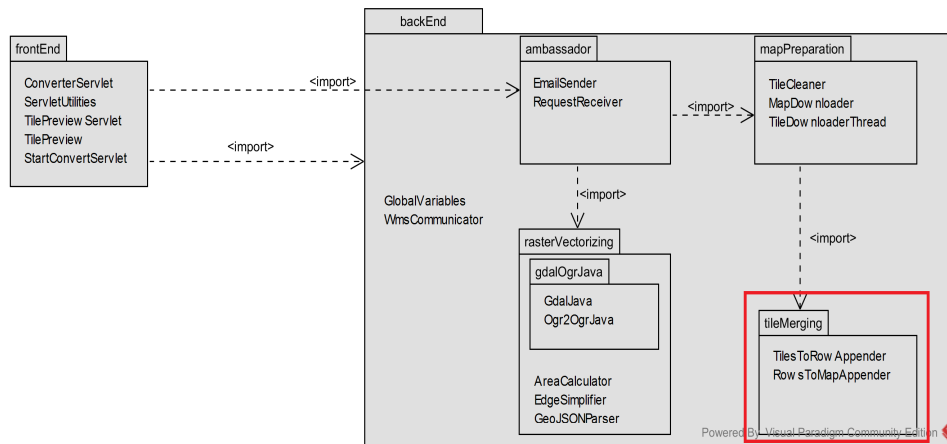 backEnd
frontEnd
ConverterServlet
ServletUtilities
TilePreview Servlet
TilePreview
StartConvertServlet
<import>
<import>
ambassador
EmailSender
RequestReceiver
<import>
mapPreparation
TileCleaner
MapDow nloader
TileDow nloaderThread
GlobalVariables
WmsCommunicator
<import>
<import>
rasterVectorizing
gdalOgrJava
GdalJava
Ogr2OgrJava
AreaCalculator
EdgeSimplifier
GeoJSONParser
tileMerging
TilesToRow Appender
Row sToMapAppender
Powered By Visual Paradigm Community Edition